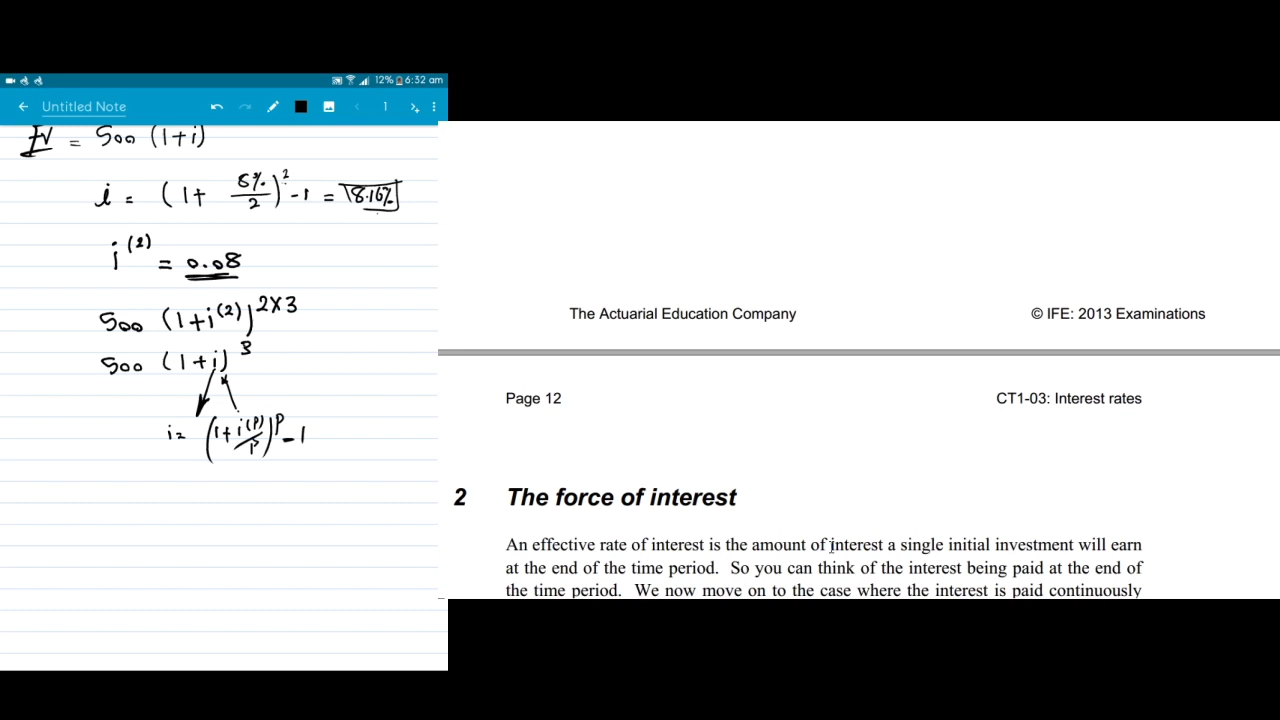 12% 6:32 am
Untitled Note 1
FV = 500 (1+i)
i = (1+ 8%/2)^2 -1 = 8.16%
i^(2) = 0.08
500 (1+i^(2))^2×3
500 (1+i)^3
i= (1+ i^(P)/P)^P -1
The Actuarial Education Company © IFE: 2013 Examinations
Page 12 CT1-03: Interest rates
2 The force of interest
An effective rate of interest is the amount of interest a single initial investment will earn
at the end of the time period. So you can think of the interest being paid at the end of
the time period. We now move on to the case where the interest is paid continuously